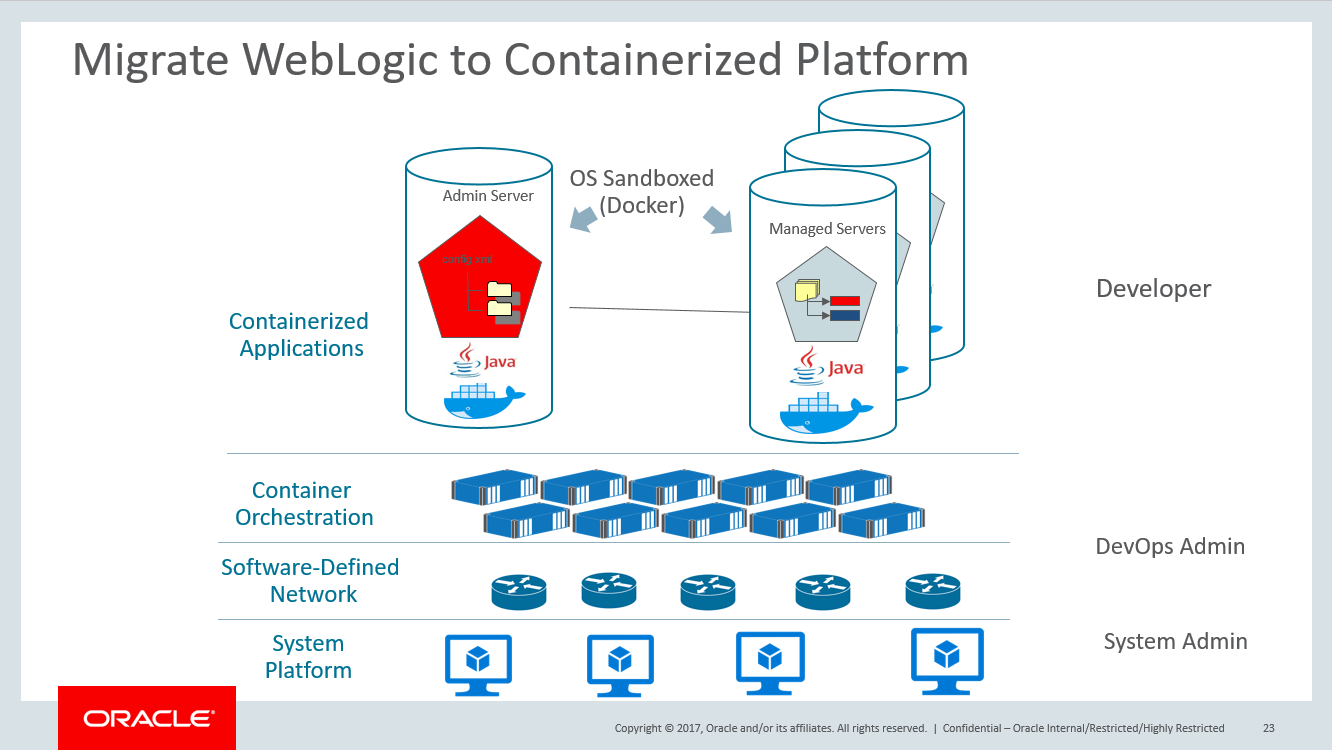 Migrate WebLogic to Containerized Platform
OS Sandboxed
(Docker)
Admin Server
config.xml
Java
Managed Servers
Java
Containerized
Applications
Developer
Container
Orchestration
DevOps Admin
Software-Defined
Network
System
Platform
System Admin
ORACLE®
Copyright © 2017, Oracle and/or its affiliates. All rights reserved. | Confidential – Oracle Internal/Restricted/Highly Restricted
23